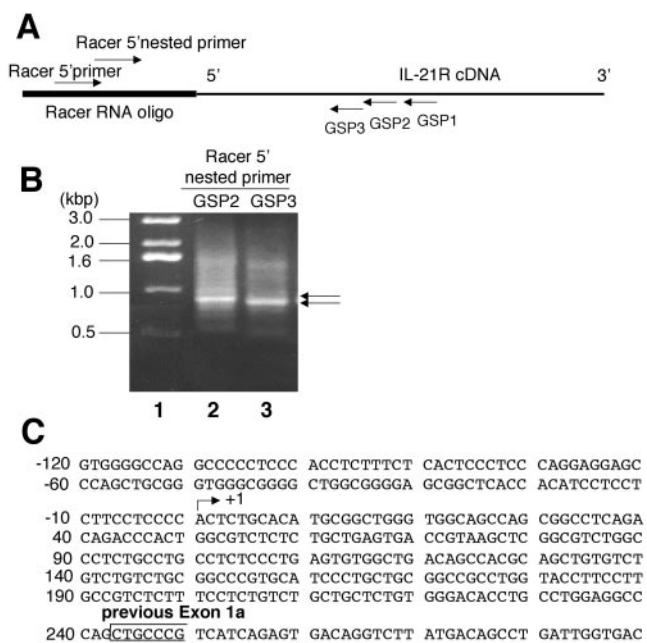 A
Racer 5'nested primer
Racer 5'primer
5'
IL-21R cDNA
3'
Racer RNA oligo
GSP3
GSP2
GSP1
B
Racer 5'
nested primer
(kbp)
GSP2 GSP3
3.0
2.0
1.6
1.0
0.5
1 2 3
C
-120 GTGGGGCCAG GCCCCCTCCC ACCTCTTTCT CACTCCCTCC CAGGAGGAGC
-60 CCAGCTGCGG GTGGGCGGGG CTGGCGGGGA GCGGCTCACC ACATCCTCCT
+1
-10 CTTCCTCCCC ACTCTGCACA TGCGGCTGGG TGGCAGCCAG CGGCCTCAGA
40 CAGACCCACT GGCGTCTCTC TGCTGAGTGA CCGTAAGCTC GGCGTCTGGC
90 CCTCTGCCTG CCTCTCCCTG AGTGTGGCTG ACAGCCACGC AGCTGTGTCT
140 GTCTGTCTGC GGCCCGTGCA TCCCTGCTGC GGCCGCCTGG TACCTTCCTT
190 GCCGTCTCTT TCCTCTGTCT GCTGCTCTGT GGGACACCTG CCTGGAGGCC
previous Exon 1a
240 CAGCTGCCCG TCATCAGAGT GACAGGTCTT ATGACAGCCT GATTGGTGAC